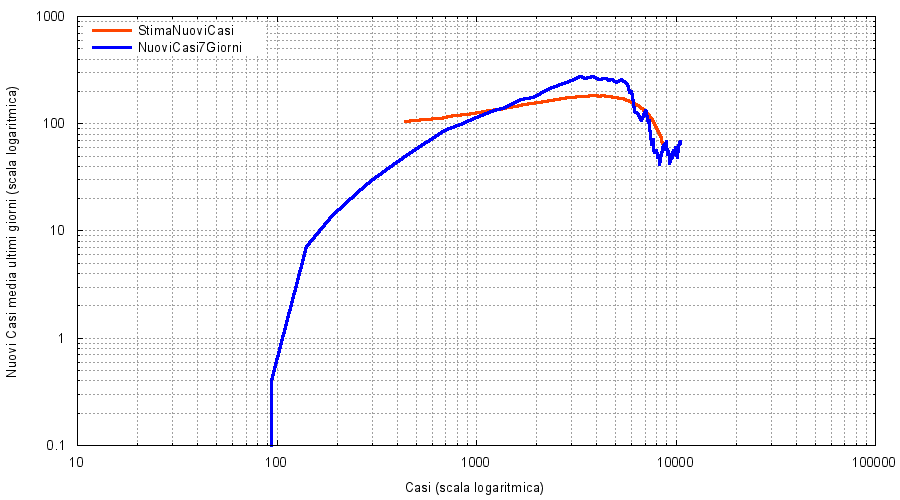 1000
StimaNuoviCasi
NuoviCasi7Giorni
100
10
1
0.1
Nuovi Casi media ultimi giorni (scala logaritmica)
10 100 1000 10000 100000
Casi (scala logaritmica)